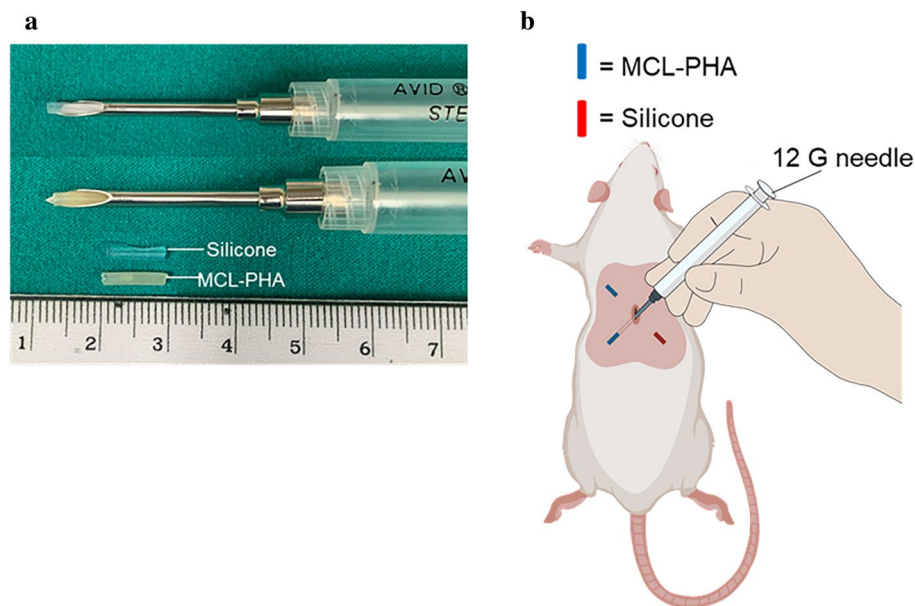 a
AVID ®
STE
AV
Silicone
MCL-PHA
1 2 3 4 5 6 7
b
= MCL-PHA
= Silicone
12 G needle